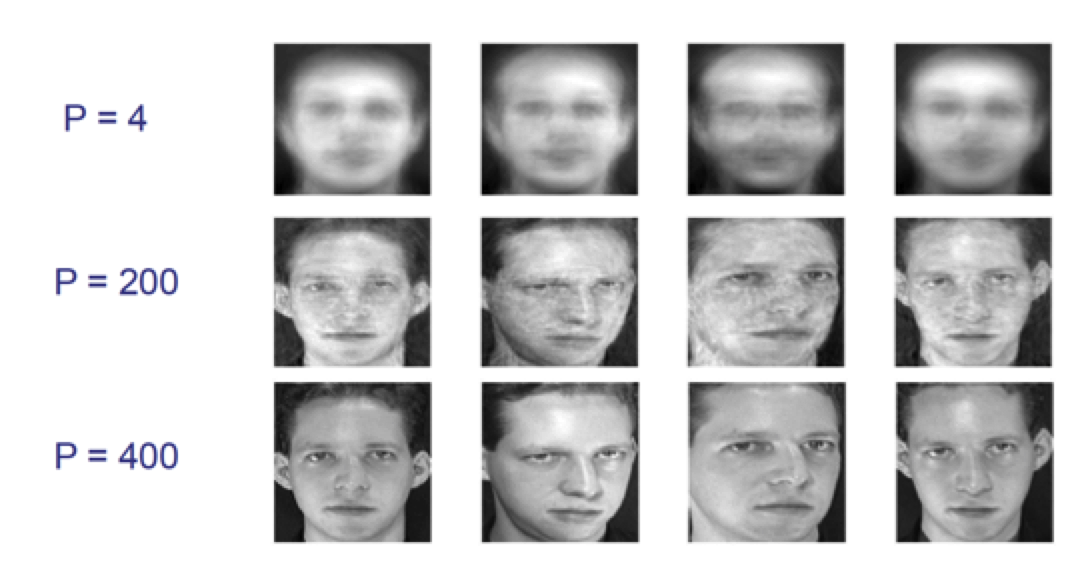 P = 4
P = 200
P = 400